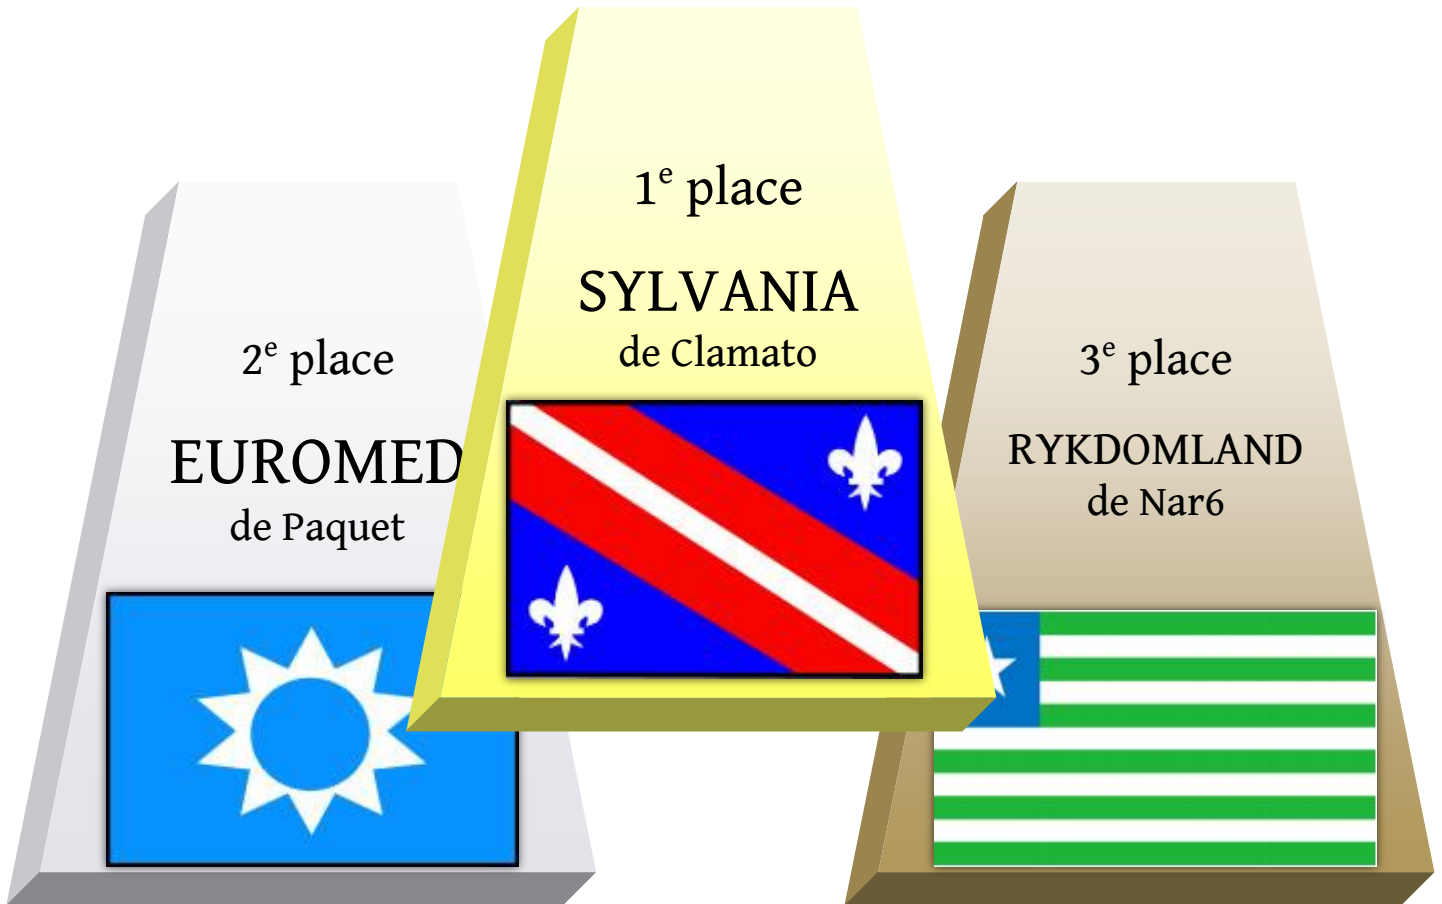 1e place
SYLVANIA
de Clamato
2e place
EUROMED
de Paquet
3e place
RYKDOMLAND
de Nar6